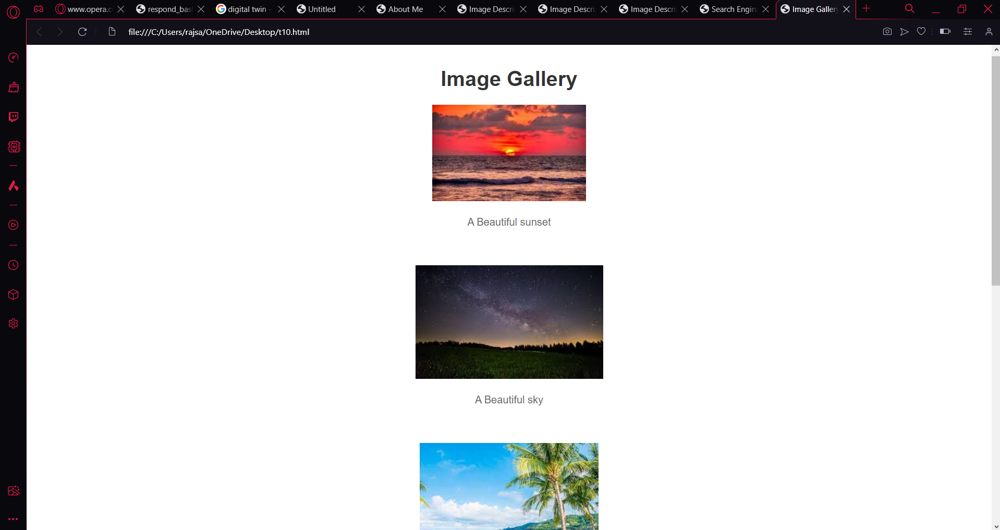 www.opera.c
respond_bas
digital twin -
Untitled
About Me
Image Descri
Image Descri
Image Descri
Search Engin
Image Gallery
file:///C:/Users/rajsa/OneDrive/Desktop/t10.html
Image Gallery
A Beautiful sunset
A Beautiful sky